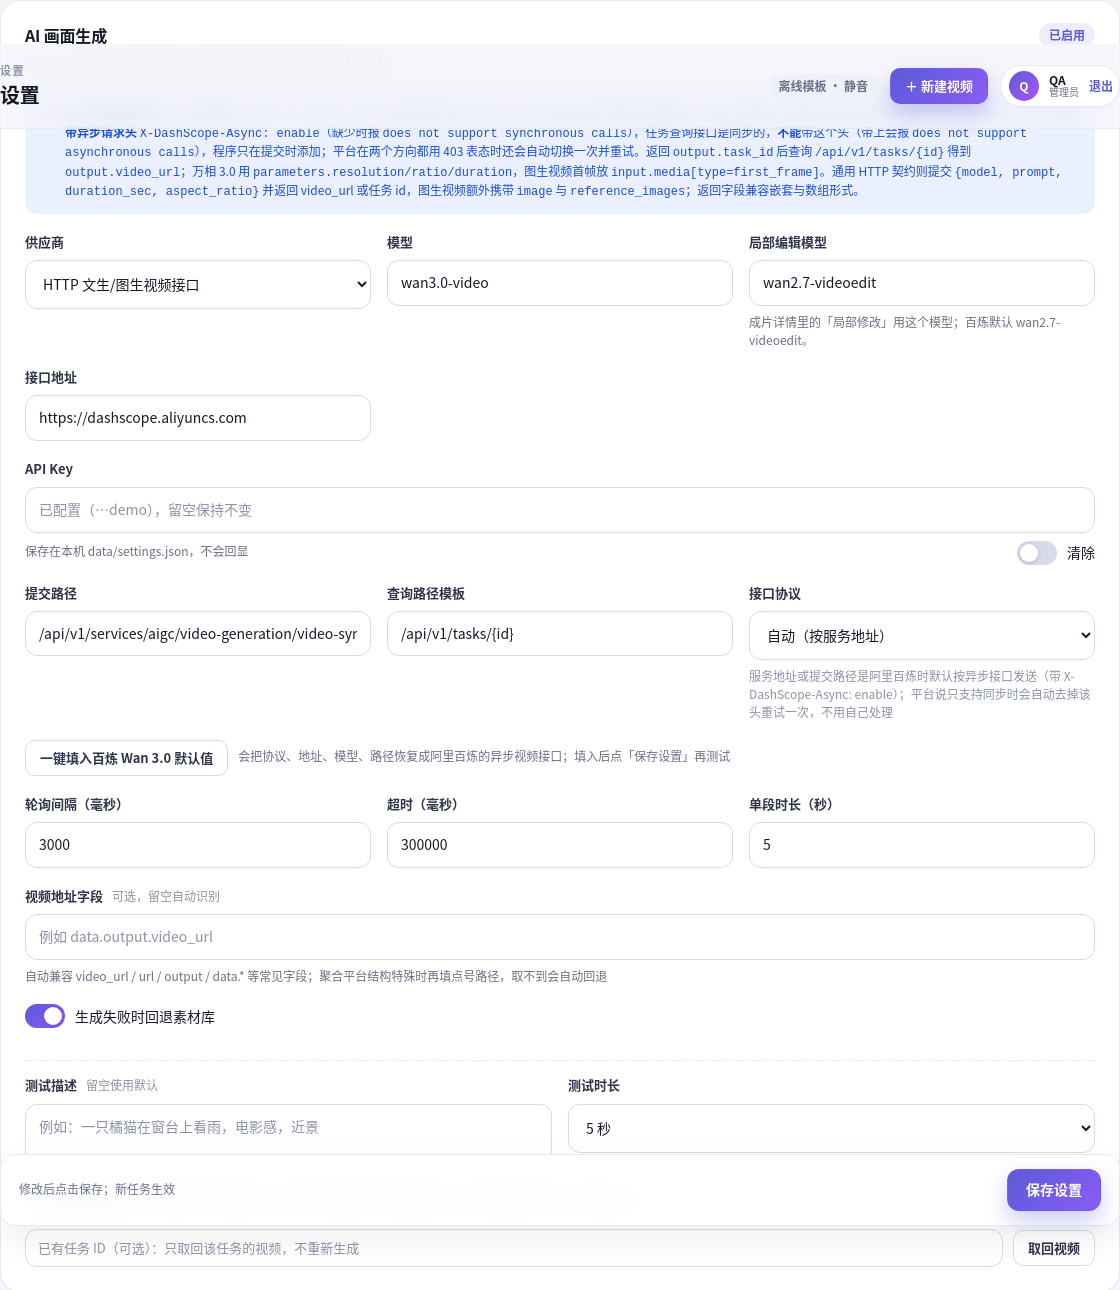 AI 画面生成
已启用
设置
设置
离线模板 · 静音
+ 新建视频
Q
QA
管理员
退出
带异步请求头 X-DashScope-Async: enable（缺少时报 does not support synchronous calls），任务查询接口是同步的，不能带这个头（带上会报 does not support
asynchronous calls），程序只在提交时添加；平台在两个方向都用 403 表态时还会自动切换一次并重试。返回 output.task_id 后查询 /api/v1/tasks/{id} 得到
output.video_url；万相 3.0 用 parameters.resolution/ratio/duration，图生视频首帧放 input.media[type=first_frame]。通用 HTTP 契约则提交 {model, prompt,
duration_sec, aspect_ratio} 并返回 video_url 或任务 id，图生视频额外携带 image 与 reference_images；返回字段兼容嵌套与数组形式。
供应商
模型
局部编辑模型
HTTP 文生/图生视频接口
wan3.0-video
wan2.7-videoedit
成片详情里的「局部修改」用这个模型；百炼默认 wan2.7-
videoedit。
接口地址
https://dashscope.aliyuncs.com
API Key
已配置（···demo），留空保持不变
保存在本机 data/settings.json，不会回显
清除
提交路径
查询路径模板
接口协议
/api/v1/services/aigc/video-generation/video-syr
/api/v1/tasks/{id}
自动（按服务地址）
服务地址或提交路径是阿里百炼时默认按异步接口发送（带 X-
DashScope-Async: enable）；平台说只支持同步时会自动去掉该
头重试一次，不用自己处理
一键填入百炼 Wan 3.0 默认值
会把协议、地址、模型、路径恢复成阿里百炼的异步视频接口；填入后点「保存设置」再测试
轮询间隔（毫秒）
超时（毫秒）
单段时长（秒）
3000
300000
5
视频地址字段 可选，留空自动识别
例如 data.output.video_url
自动兼容 video_url / url / output / data.* 等常见字段；聚合平台结构特殊时再填点号路径，取不到会自动回退
生成失败时回退素材库
测试描述 留空使用默认
测试时长
例如：一只橘猫在窗台上看雨，电影感，近景
5 秒
修改后点击保存；新任务生效
保存设置
已有任务 ID（可选）：只取回该任务的视频，不重新生成
取回视频